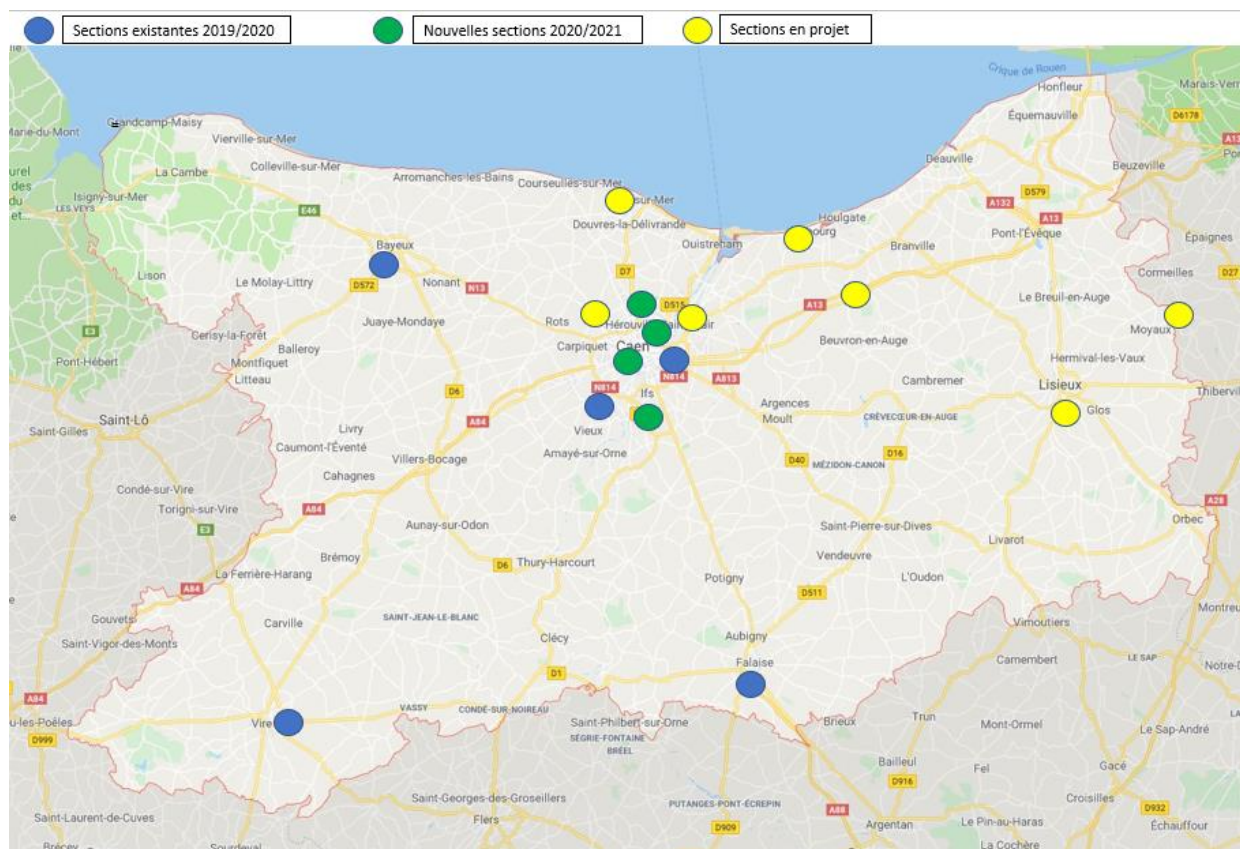 Sections existantes 2019/2020
Nouvelles sections 2020/2021
Sections en projet
Crique de Rouen
Honfleur
Marais-Ver
Grandcamp-Maisy
Équemauville
D6178
Marie-du-Mont
Vierville-sur-Mer
Colleville-sur-Mer
Beauville
Beuzeville
La Cambe
Arromanches-les-Bains
Courseulles-sur-Mer
D579
Isigny-sur-Mer
LES VEYS
E46
sur-Mer
A132
A13
Douvres-la-Délivrande
Houlgate
bourg
Pont-l'Évêque
Bayeux
Ouistreham
Branville
Épaignes
Lison
Le Molay-Littry
D572
Nonant
D7
Cormeilles
D27
N13
D515
A13
Le Breuil-en-Auge
E3
Juaye-Mondaye
Rots
Moyaux
Cerisy-la-Forêt
Carpiquet
Caen
Beuvron-en-Auge
Pont-Hébert
Balleroy
Montfiquet
Hermival-les-Vaux
Litteau
D6
N814
N814
A813
Cambremer
Lisieux
Thiberville
Ifs
Argences
Glos
Saint-Lô
Moult
CRÈVECŒUR-EN-AUGE
Saint-Gilles
Livry
A84
Vieux
Caumont-l'Éventé
Amayé-sur-Orne
Villers-Bocage
D40
D16
MÉZIDON-CANON
Cahagnes
Condé-sur-Vire
A84
A28
Torigni-sur-Vire
E3
Aunay-sur-Odon
Saint-Pierre-sur-Dives
Orbec
Brémoy
D6
Thury-Harcourt
Vendeuvre
Livarot
La Ferrière-Harang
Potigny
L'Oudon
A84
D511
Gouvets
SAINT-JEAN-LE-BLANC
Vimoutiers
Carville
Saint-Vigor-des-Monts
Clécy
Aubigny
LE SAP
Falaise
Camembert
D1
A84
VASSY
CONDÉ-SUR-NOIREAU
Vire
Saint-Philbert-sur-Orne
Brieux
Trun
Mont-Ormel
Le Sap-André
D999
SÉGRIE-FONTAINE
BRÉEL
Bailleul
Fel
Gacé
D916
Saint-Georges-des-Groseillers
PUTANGES-PONT-ÉCREPIN
A88
Croisilles
D932
Saint-Laurent-de-Cuves
Flers
D909
Argentan
Le Pin-au-Haras
Échauffour
Brécey
Sourdeval
La Cochère